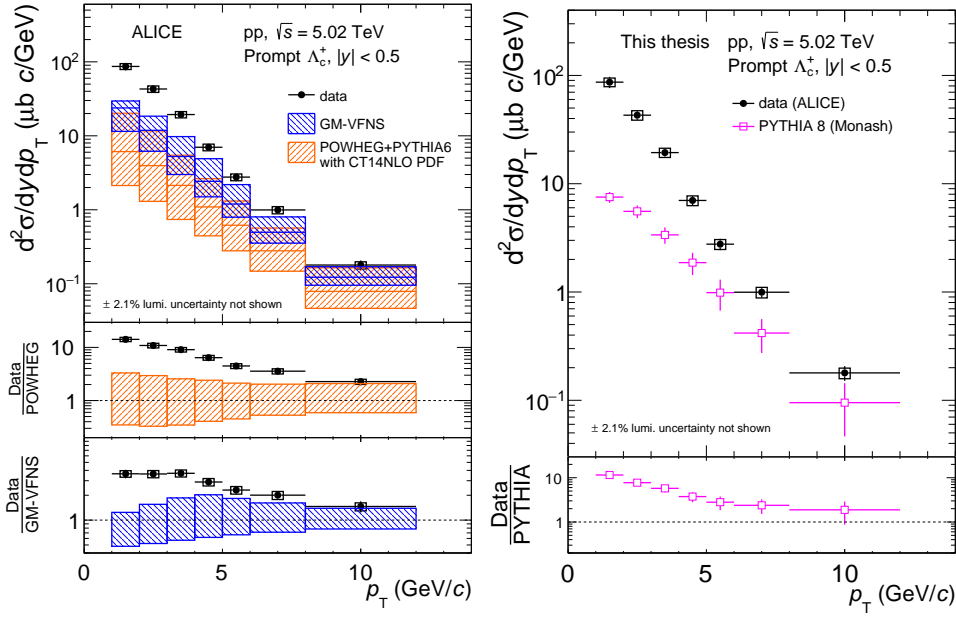 ALICE
pp, √s = 5.02 TeV
Prompt Λc+, |y| < 0.5
data
GM-VFNS
POWHEG+PYTHIA6
with CT14NLO PDF
± 2.1% lumi. uncertainty not shown
d²σ/dydpT (μb c/GeV)
10²
10
1
10⁻¹
Data
POWHEG
10
1
Data
GM-VFNS
1
0 5 10
pT (GeV/c)
This thesis
pp, √s = 5.02 TeV
Prompt Λc+, |y| < 0.5
data (ALICE)
PYTHIA 8 (Monash)
± 2.1% lumi. uncertainty not shown
d²σ/dydpT (μb c/GeV)
10²
10
1
10⁻¹
Data
PYTHIA
10
1
0 5 10
pT (GeV/c)